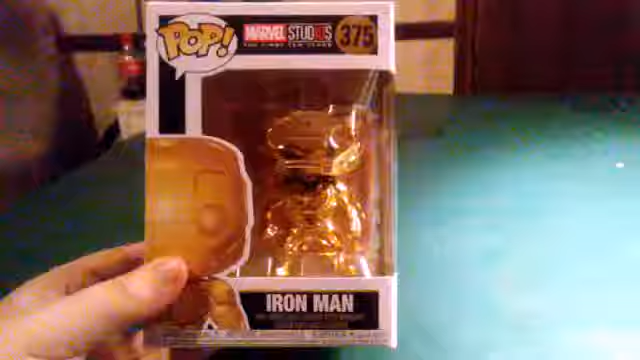 POP!
MARVEL STUDIOS
THE FIRST TEN YEARS
375
IRON MAN